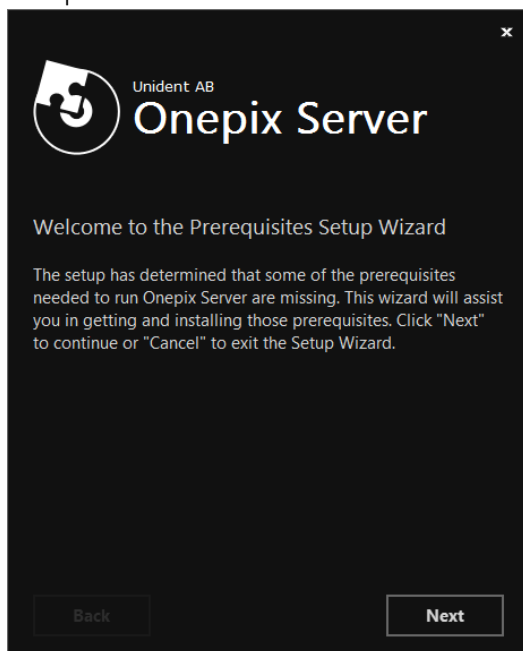 x
Unident AB
Onepix Server
Welcome to the Prerequisites Setup Wizard
The setup has determined that some of the prerequisites
needed to run Onepix Server are missing. This wizard will assist
you in getting and installing those prerequisites. Click "Next"
to continue or "Cancel" to exit the Setup Wizard.
Back
Next